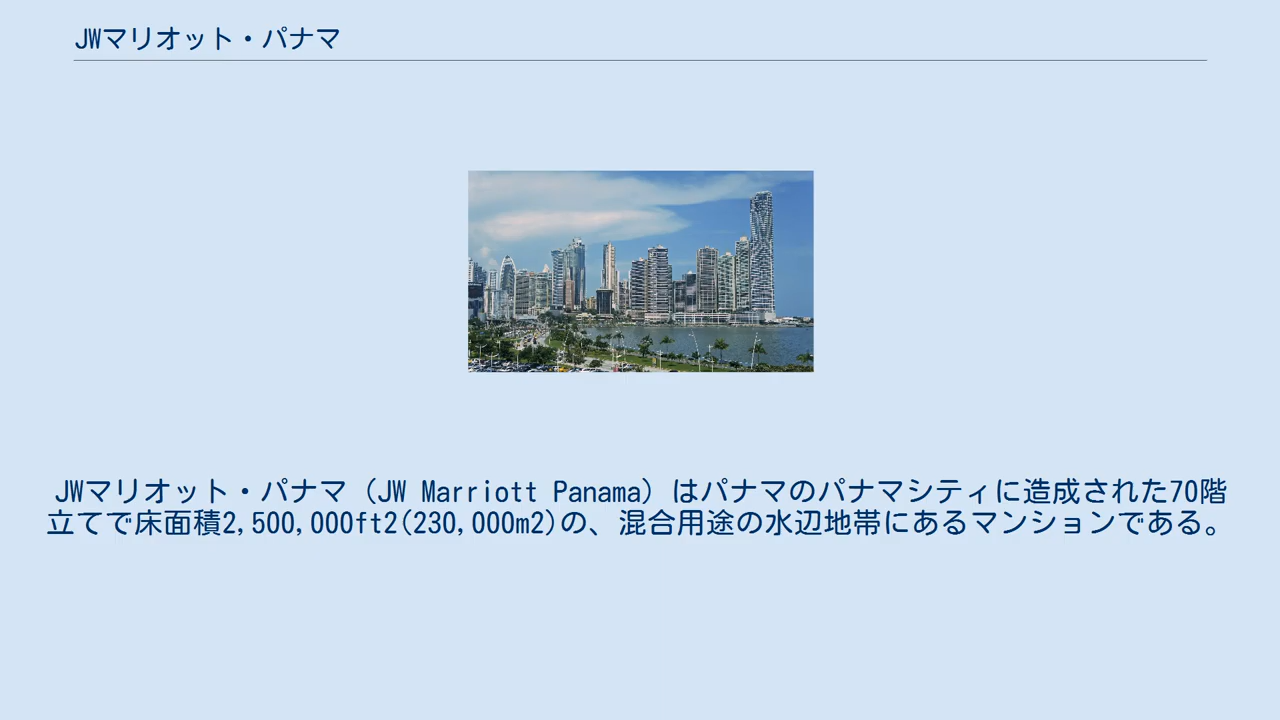 JWマリオット・パナマ
JWマリオット・パナマ（JW Marriott Panama）はパナマのパナマシティに造成された70階
立てで床面積2,500,000ft2(230,000m2)の、混合用途の水辺地帯にあるマンションである。